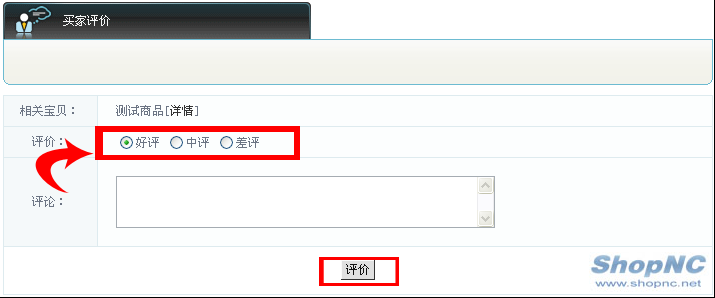 买家评价
相关宝贝： 测试商品[详情]
评价： 好评 中评 差评
评论：
评价
ShopNC
www.shopnc.net